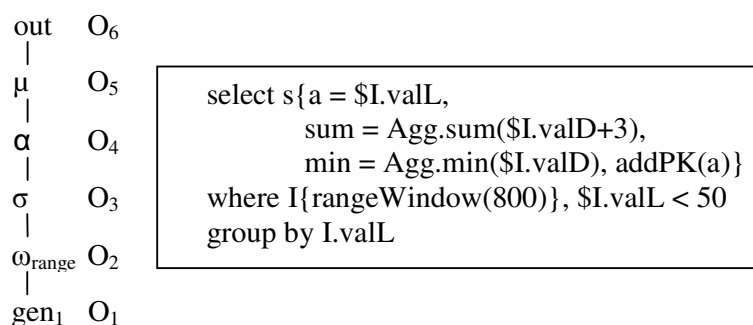 out O₆
μ O₅
α O₄
σ O₃
ω_range O₂
gen₁ O₁
select s{a = $I.valL,
sum = Agg.sum($I.valD+3),
min = Agg.min($I.valD), addPK(a)}
where I{rangeWindow(800)}, $I.valL < 50
group by I.valL